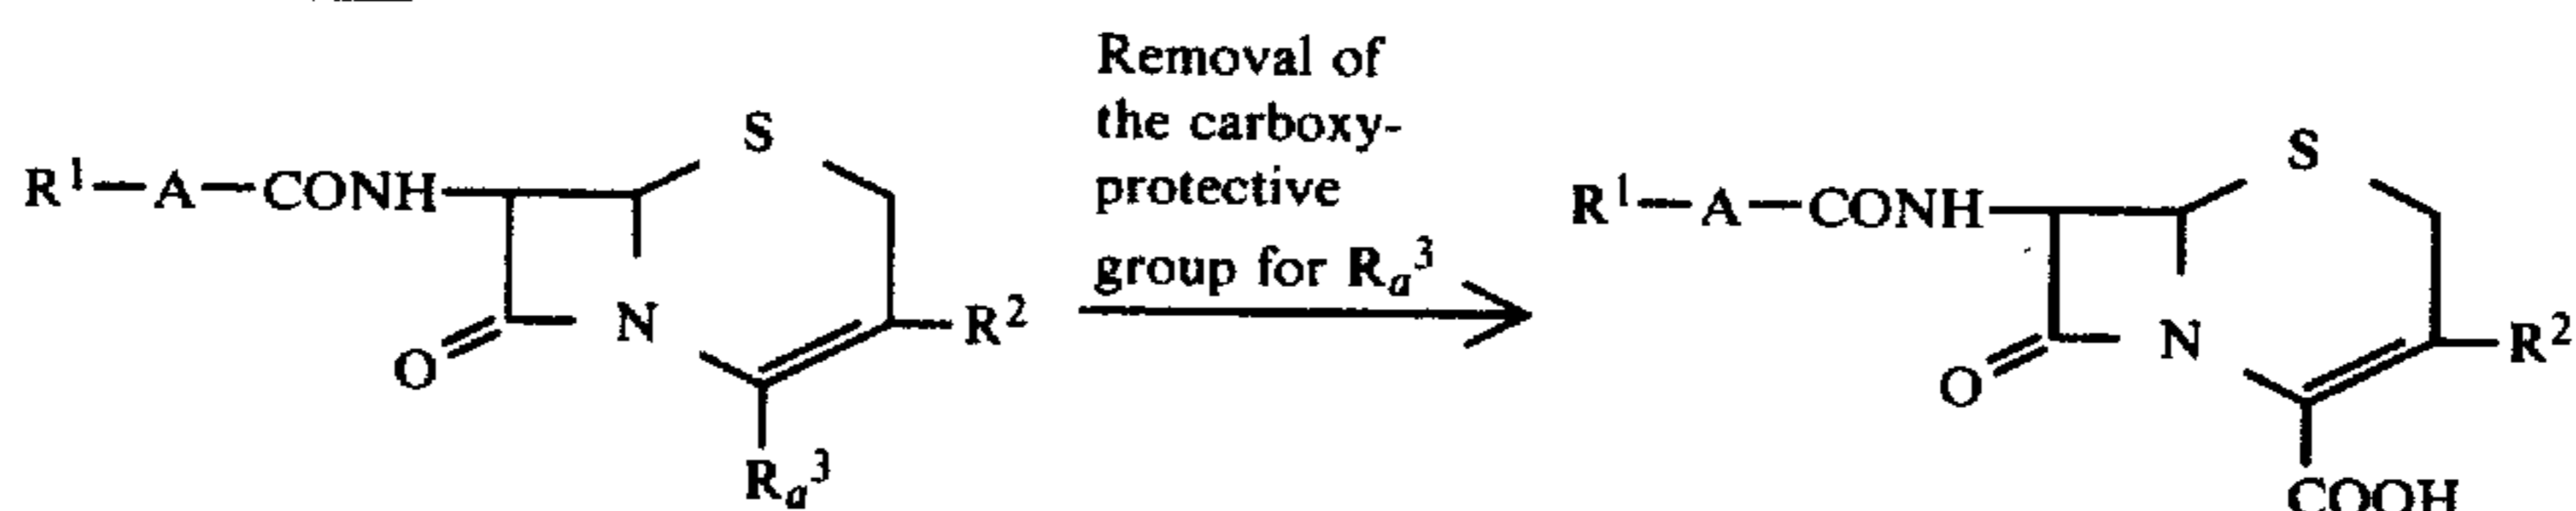 Removal of
the carboxy-
protective
group for Rₐ³
R¹—A—CONH
S
O
N
R²
Rₐ³
R¹—A—CONH
S
O
N
R²
COOH